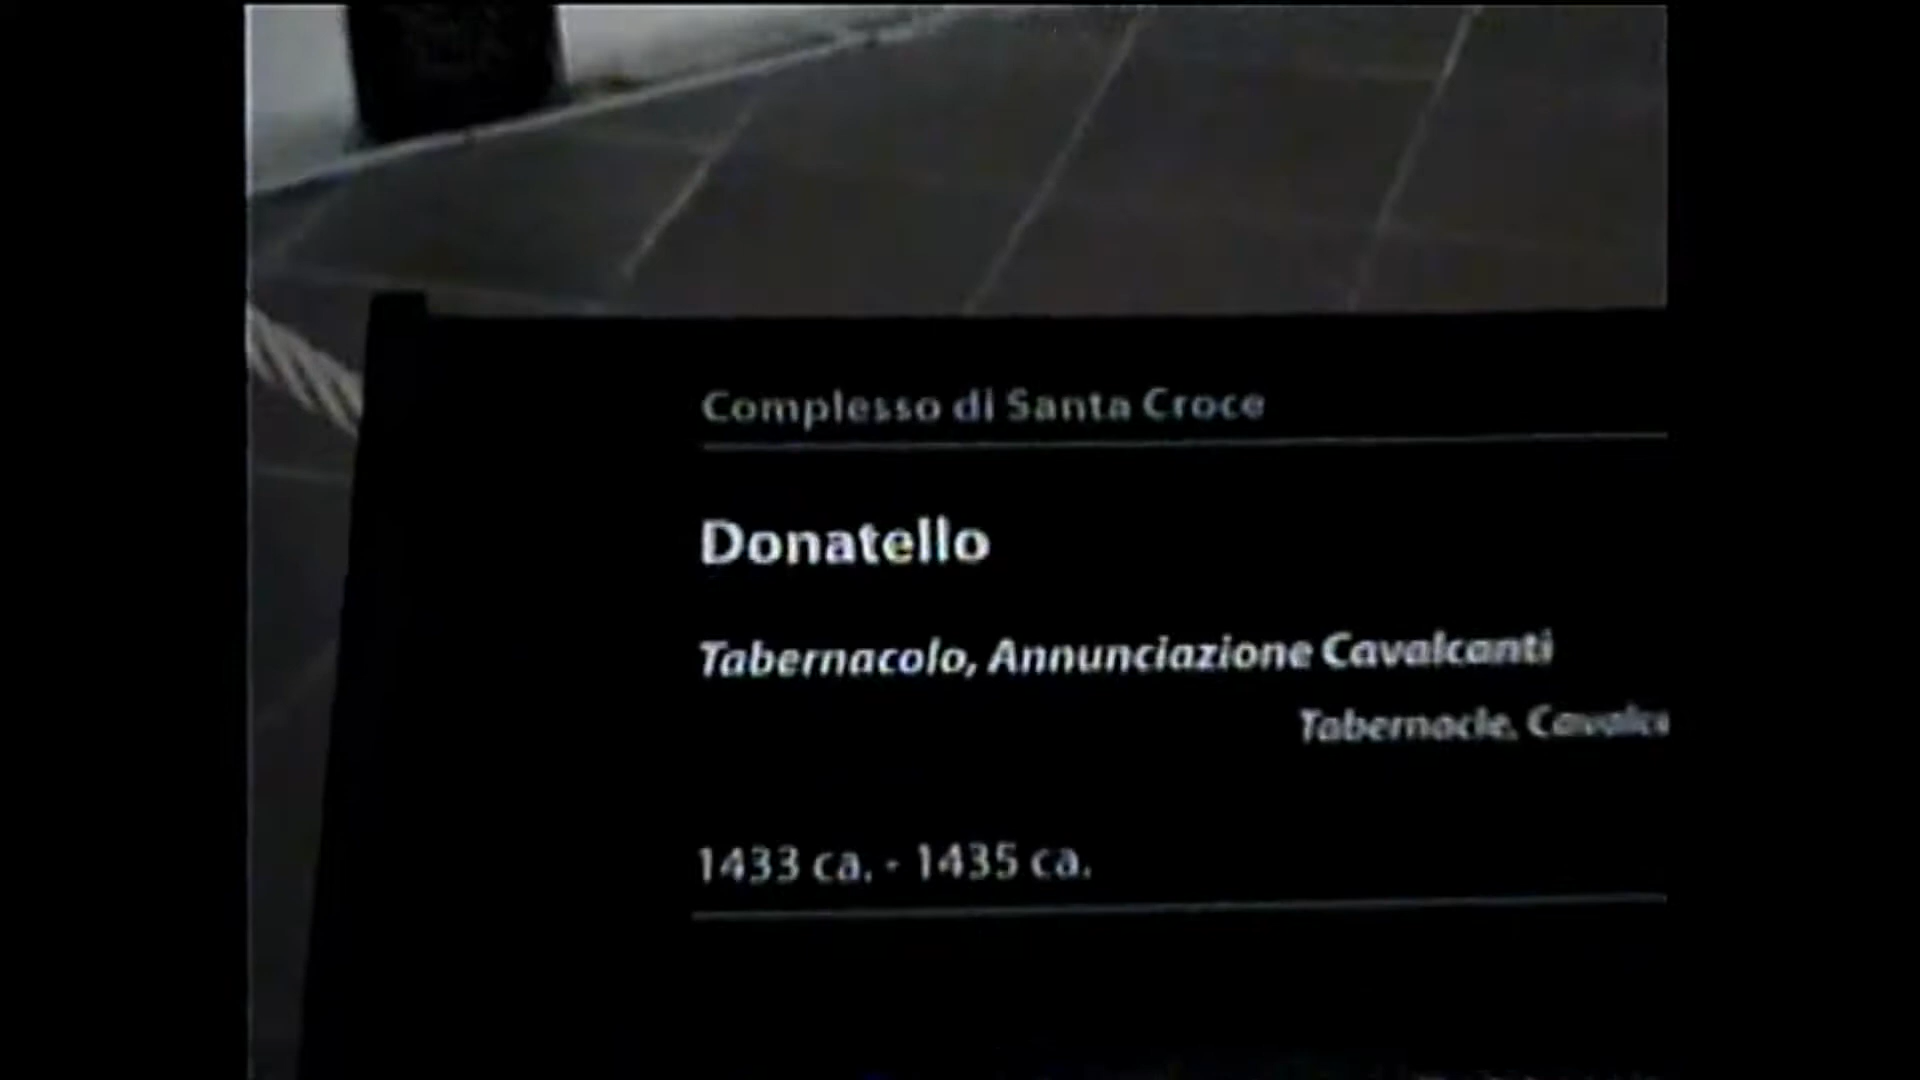 Complesso di Santa Croce
Donatello
Tabernacolo, Annunciazione Cavalcanti
Tabernacle,
1433 ca. - 1435 ca.